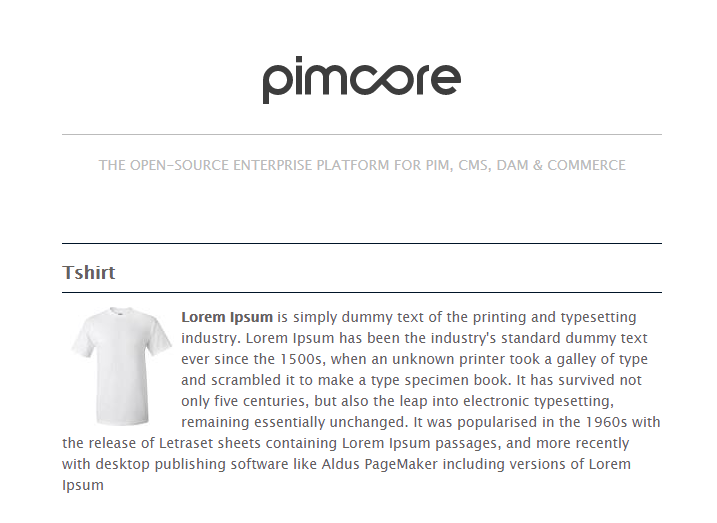 pimcore
THE OPEN-SOURCE ENTERPRISE PLATFORM FOR PIM, CMS, DAM & COMMERCE
Tshirt
Lorem Ipsum is simply dummy text of the printing and typesetting
industry. Lorem Ipsum has been the industry's standard dummy text
ever since the 1500s, when an unknown printer took a galley of type
and scrambled it to make a type specimen book. It has survived not
only five centuries, but also the leap into electronic typesetting,
remaining essentially unchanged. It was popularised in the 1960s with
the release of Letraset sheets containing Lorem Ipsum passages, and more recently
with desktop publishing software like Aldus PageMaker including versions of Lorem
Ipsum